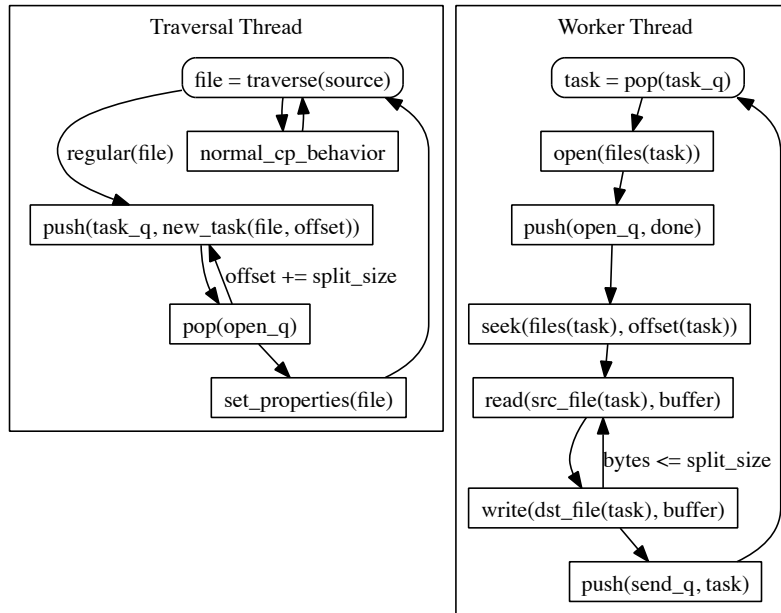 Traversal Thread
file = traverse(source)
normal_cp_behavior
regular(file)
push(task_q, new_task(file, offset))
offset += split_size
pop(open_q)
set_properties(file)
Worker Thread
task = pop(task_q)
open(files(task))
push(open_q, done)
seek(files(task), offset(task))
read(src_file(task), buffer)
bytes <= split_size
write(dst_file(task), buffer)
push(send_q, task)